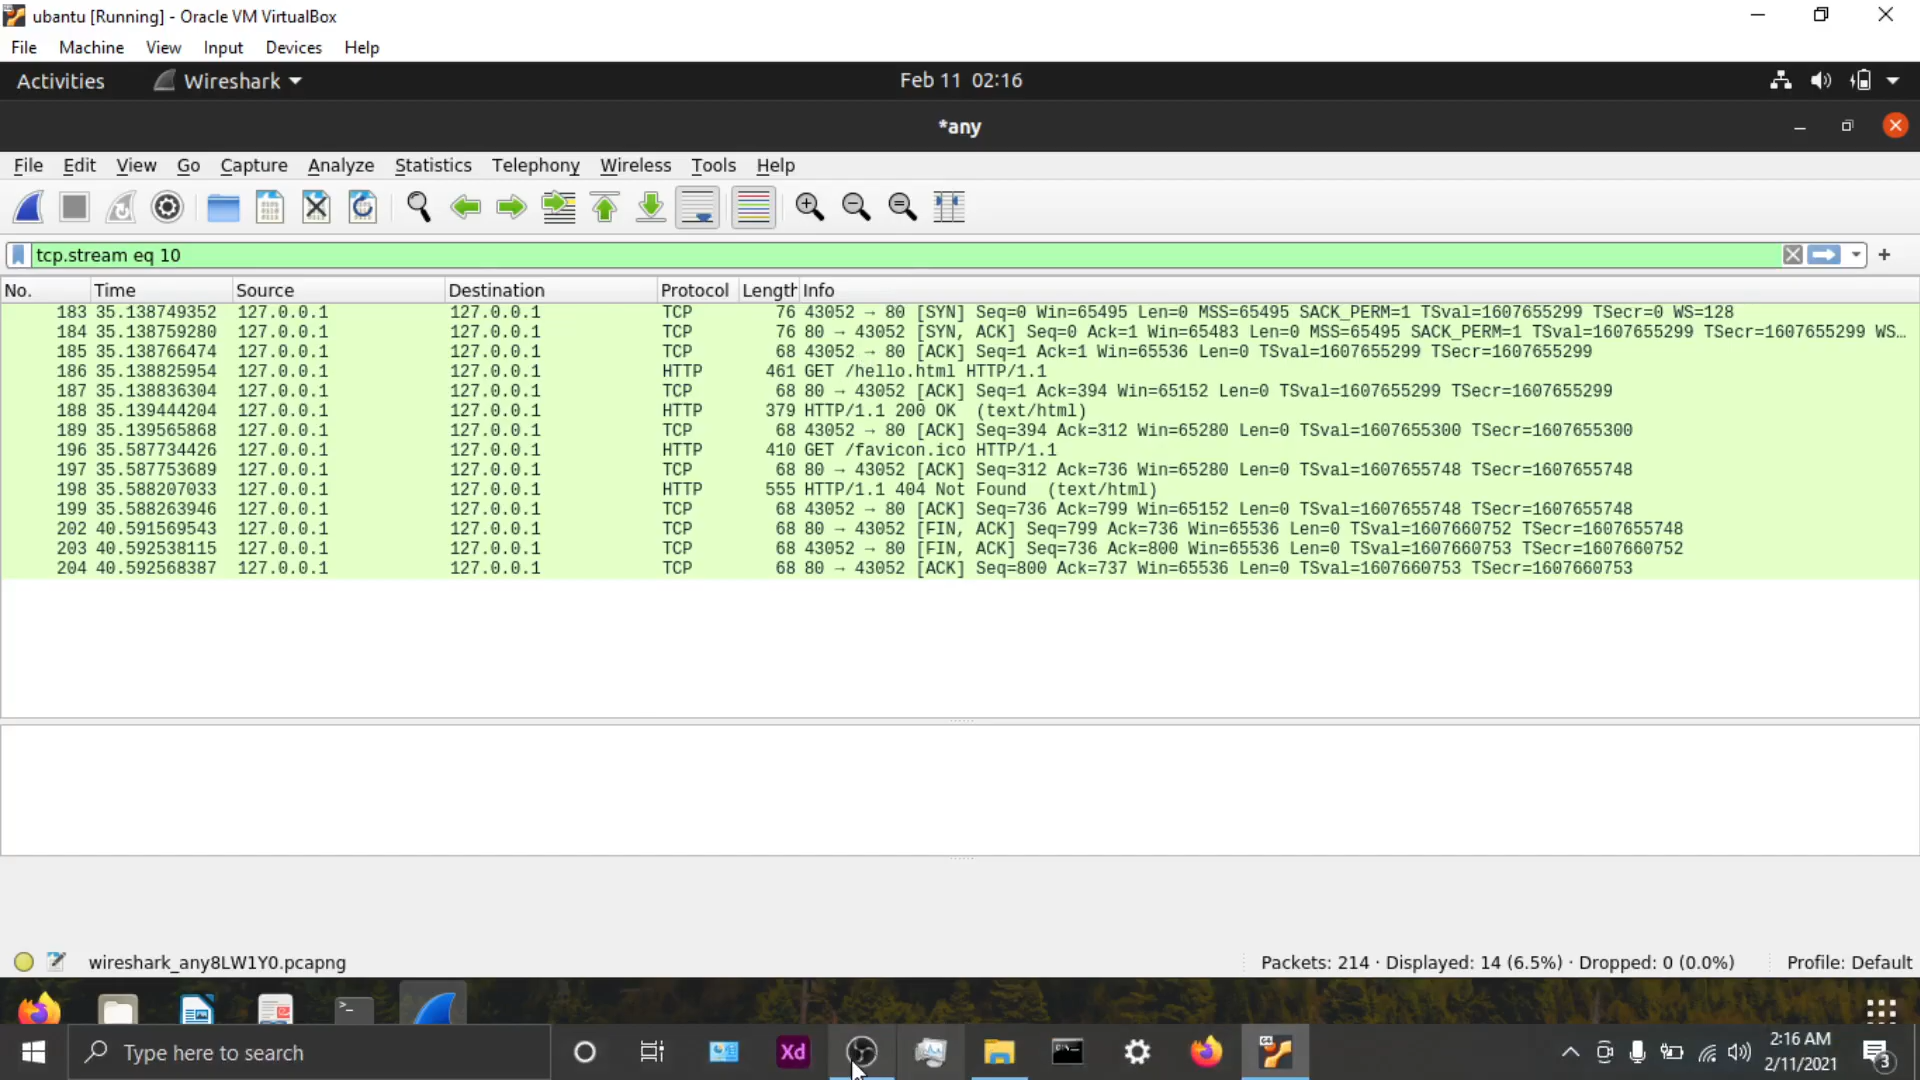 ubantu [Running] - Oracle VM VirtualBox
File Machine View Input Devices Help
Activities Wireshark Feb 11 02:16
*any
File Edit View Go Capture Analyze Statistics Telephony Wireless Tools Help
tcp.stream eq 10
No. Time Source Destination Protocol Length Info
183 35.138749352 127.0.0.1 127.0.0.1 TCP 76 43052 → 80 [SYN] Seq=0 Win=65495 Len=0 MSS=65495 SACK_PERM=1 TSval=1607655299 TSecr=0 WS=128
184 35.138759280 127.0.0.1 127.0.0.1 TCP 76 80 → 43052 [SYN, ACK] Seq=0 Ack=1 Win=65483 Len=0 MSS=65495 SACK_PERM=1 TSval=1607655299 TSecr=1607655299 WS…
185 35.138766474 127.0.0.1 127.0.0.1 TCP 68 43052 → 80 [ACK] Seq=1 Ack=1 Win=65536 Len=0 TSval=1607655299 TSecr=1607655299
186 35.138825954 127.0.0.1 127.0.0.1 HTTP 461 GET /hello.html HTTP/1.1
187 35.138836304 127.0.0.1 127.0.0.1 TCP 68 80 → 43052 [ACK] Seq=1 Ack=394 Win=65152 Len=0 TSval=1607655299 TSecr=1607655299
188 35.139444204 127.0.0.1 127.0.0.1 HTTP 379 HTTP/1.1 200 OK (text/html)
189 35.139565868 127.0.0.1 127.0.0.1 TCP 68 43052 → 80 [ACK] Seq=394 Ack=312 Win=65280 Len=0 TSval=1607655300 TSecr=1607655300
196 35.587734426 127.0.0.1 127.0.0.1 HTTP 410 GET /favicon.ico HTTP/1.1
197 35.587753689 127.0.0.1 127.0.0.1 TCP 68 80 → 43052 [ACK] Seq=312 Ack=736 Win=65280 Len=0 TSval=1607655748 TSecr=1607655748
198 35.588207033 127.0.0.1 127.0.0.1 HTTP 555 HTTP/1.1 404 Not Found (text/html)
199 35.588263946 127.0.0.1 127.0.0.1 TCP 68 43052 → 80 [ACK] Seq=736 Ack=799 Win=65152 Len=0 TSval=1607655748 TSecr=1607655748
202 40.591569543 127.0.0.1 127.0.0.1 TCP 68 80 → 43052 [FIN, ACK] Seq=799 Ack=736 Win=65536 Len=0 TSval=1607660752 TSecr=1607655748
203 40.592538115 127.0.0.1 127.0.0.1 TCP 68 43052 → 80 [FIN, ACK] Seq=736 Ack=800 Win=65536 Len=0 TSval=1607660753 TSecr=1607660752
204 40.592568387 127.0.0.1 127.0.0.1 TCP 68 80 → 43052 [ACK] Seq=800 Ack=737 Win=65536 Len=0 TSval=1607660753 TSecr=1607660753
wireshark_any8LW1Y0.pcapng Packets: 214 · Displayed: 14 (6.5%) · Dropped: 0 (0.0%) Profile: Default
Type here to search Xd 2:16 AM
2/11/2021 3